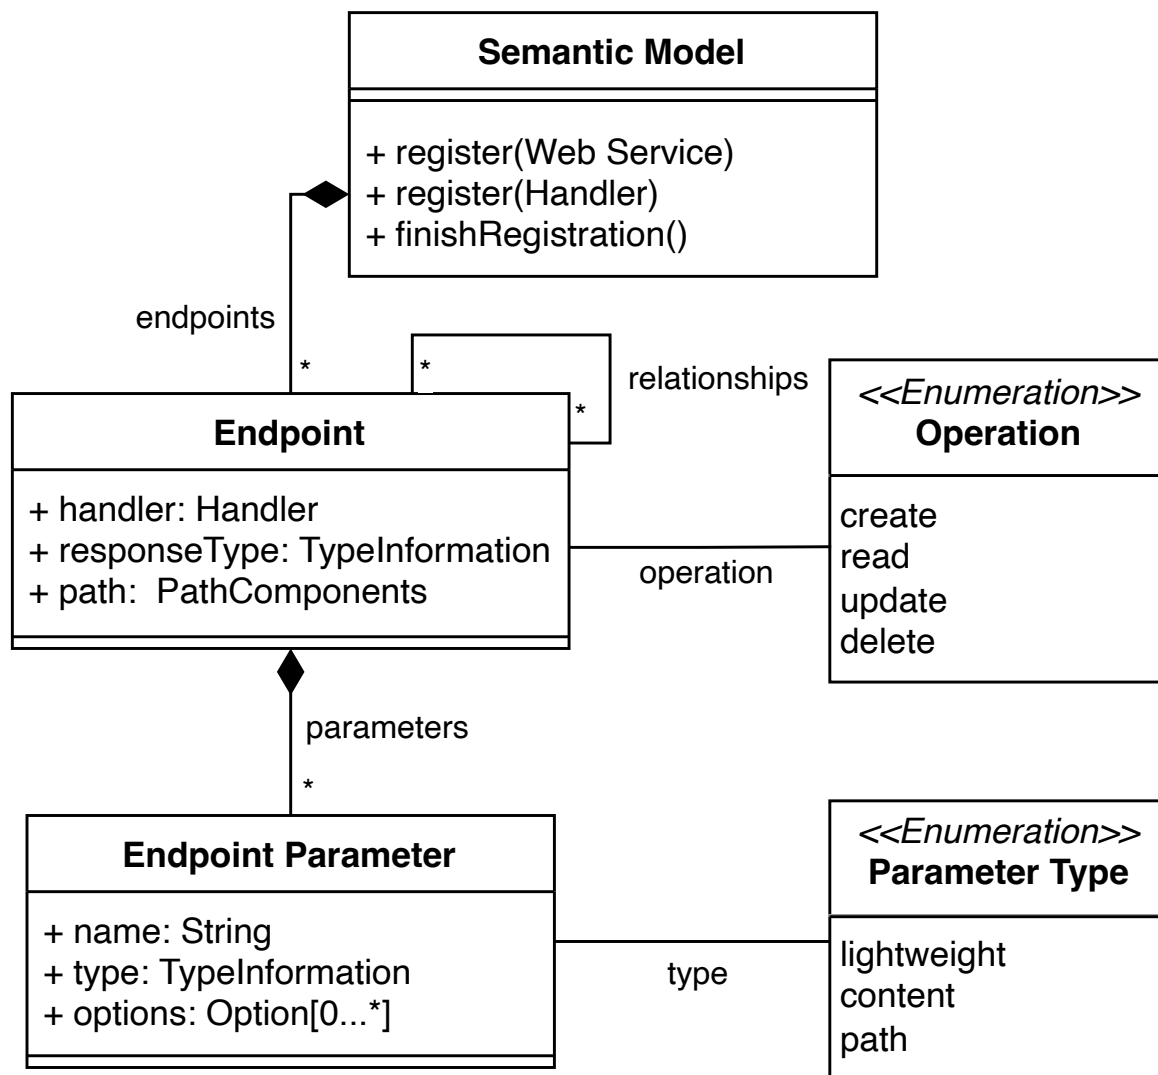 Semantic Model
+ register(Web Service)
+ register(Handler)
+ finishRegistration()
endpoints
*
*
*
relationships
Endpoint
+ handler: Handler
+ responseType: TypeInformation
+ path:  PathComponents
operation
<<Enumeration>>
Operation
create
read
update
delete
parameters
*
Endpoint Parameter
+ name: String
+ type: TypeInformation
+ options: Option[0...*]
type
<<Enumeration>>
Parameter Type
lightweight
content
path